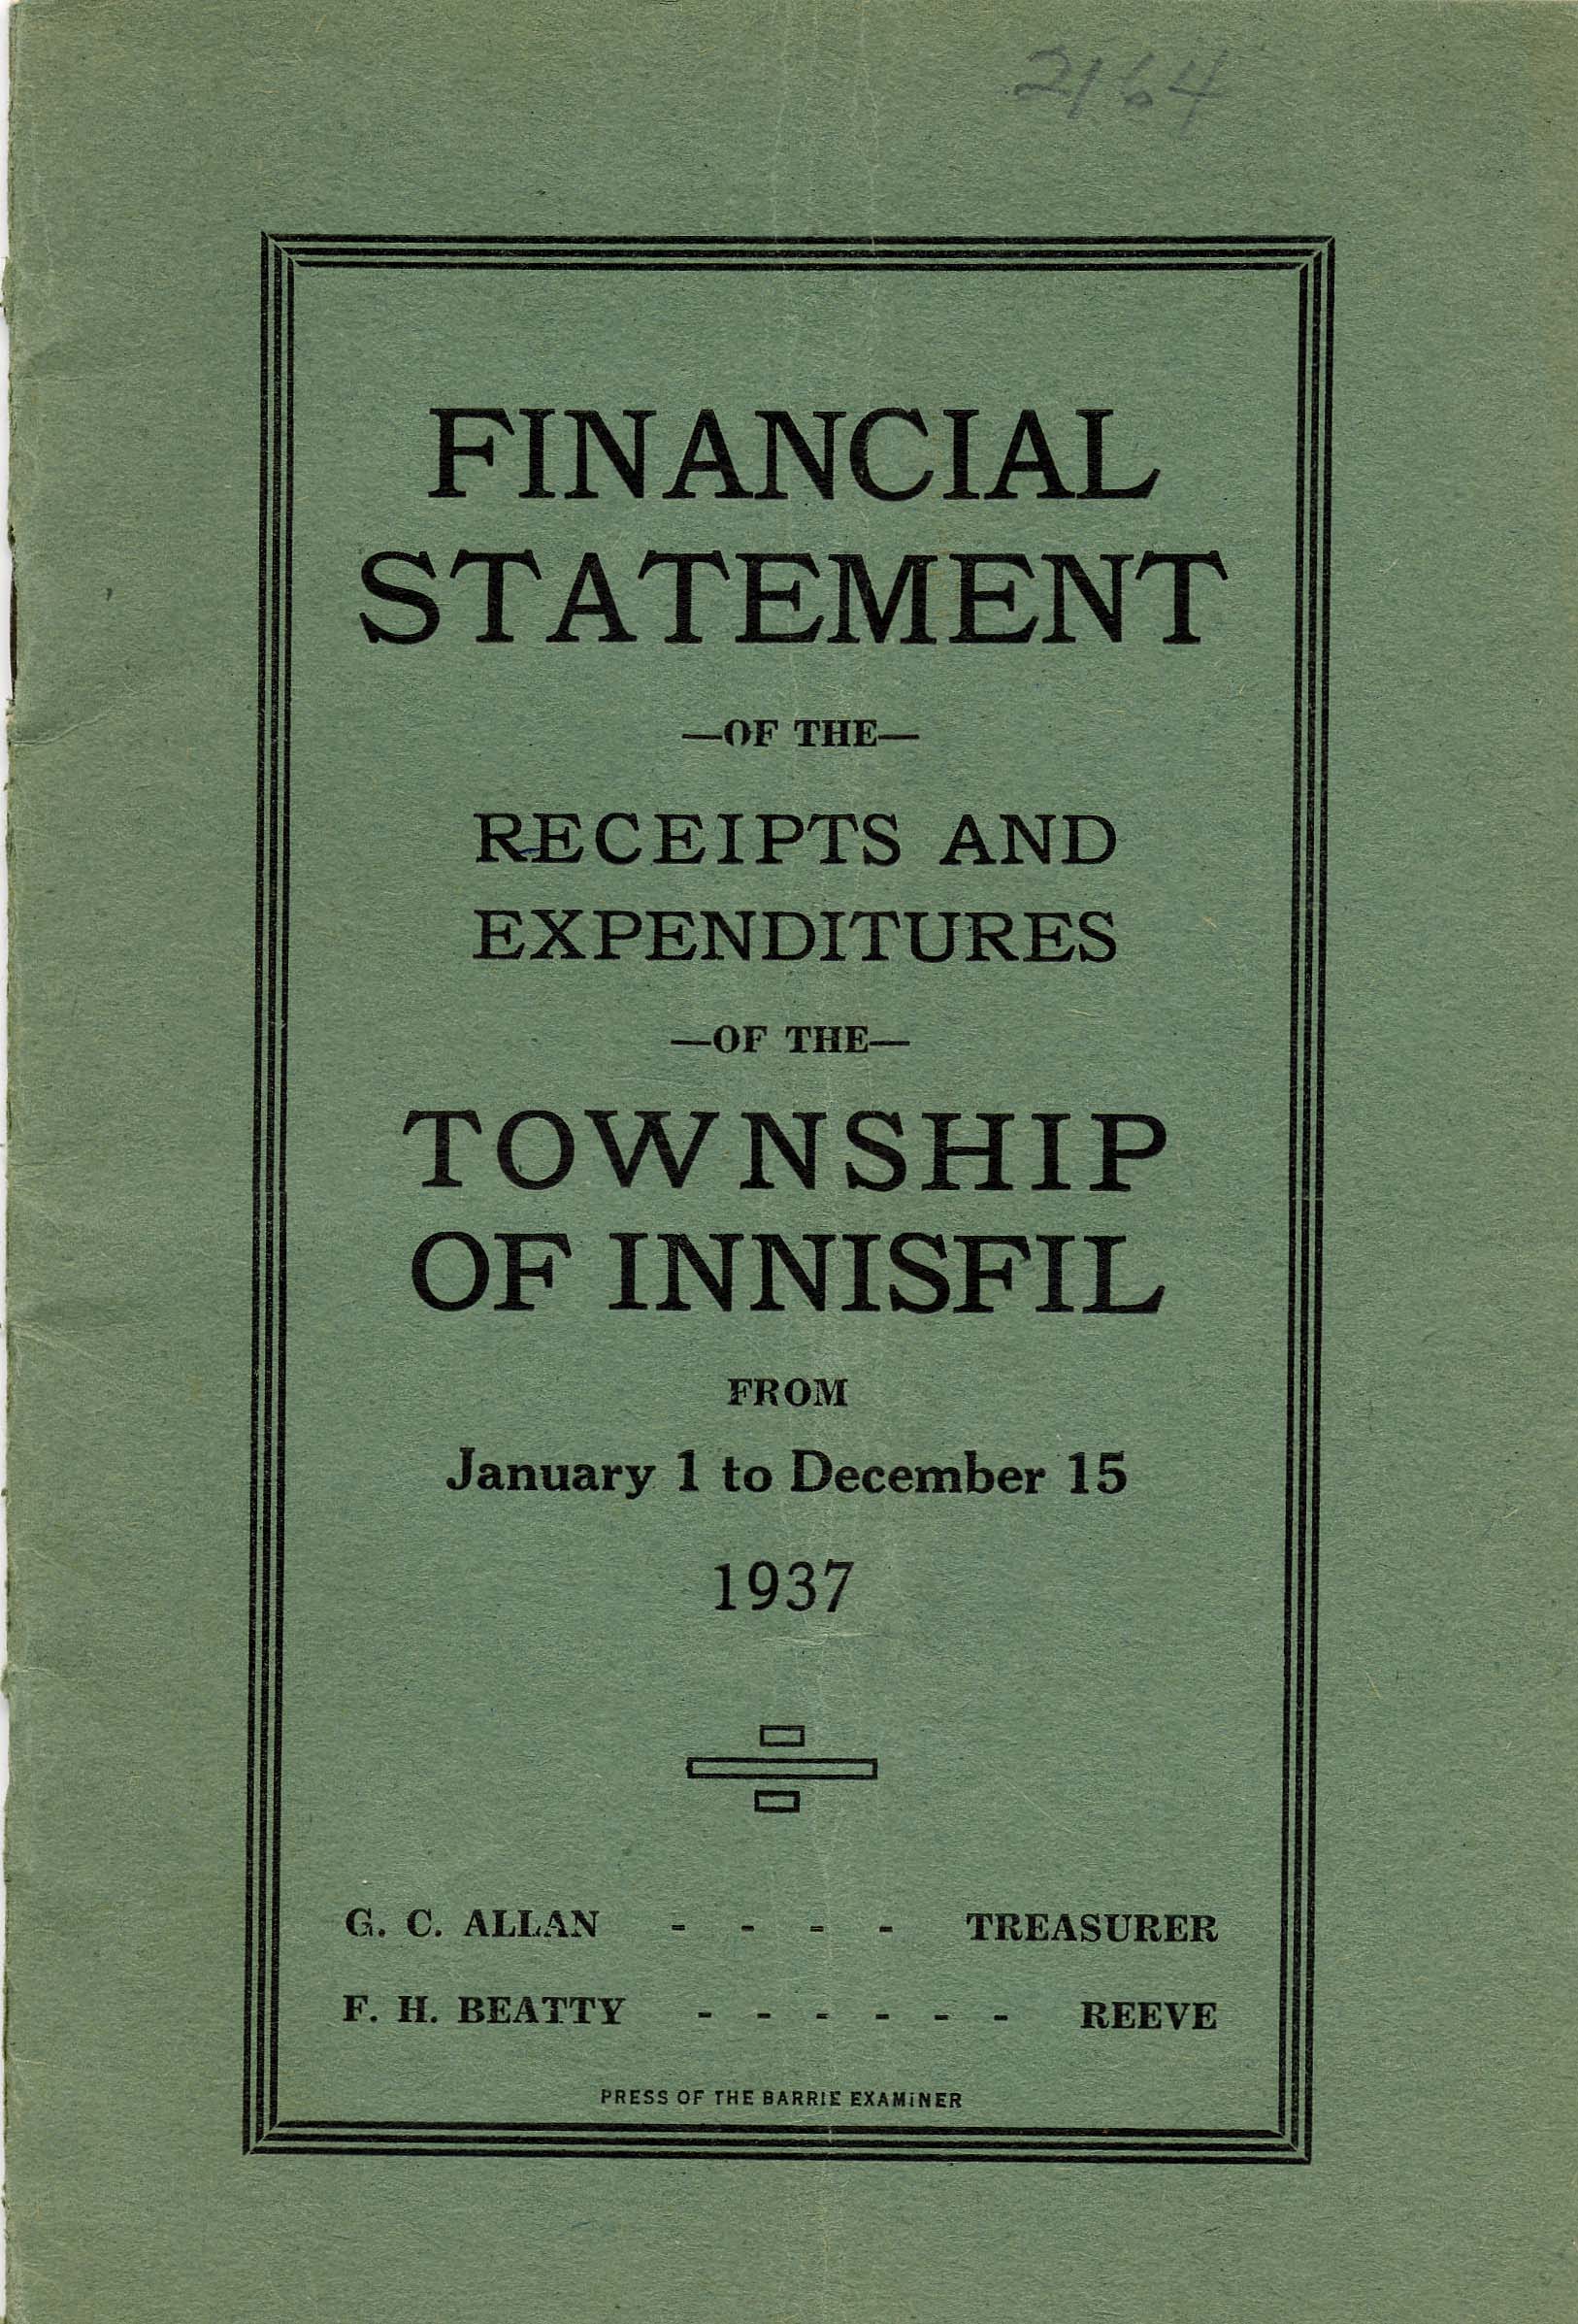 2164
FINANCIAL
STATEMENT
—OF THE—
RECEIPTS AND
EXPENDITURES
—OF THE—
TOWNSHIP
OF INNISFIL
FROM
January 1 to December 15
1937
G. C. ALLAN - - - - TREASURER
F. H. BEATTY - - - - - - REEVE
PRESS OF THE BARRIE EXAMINER